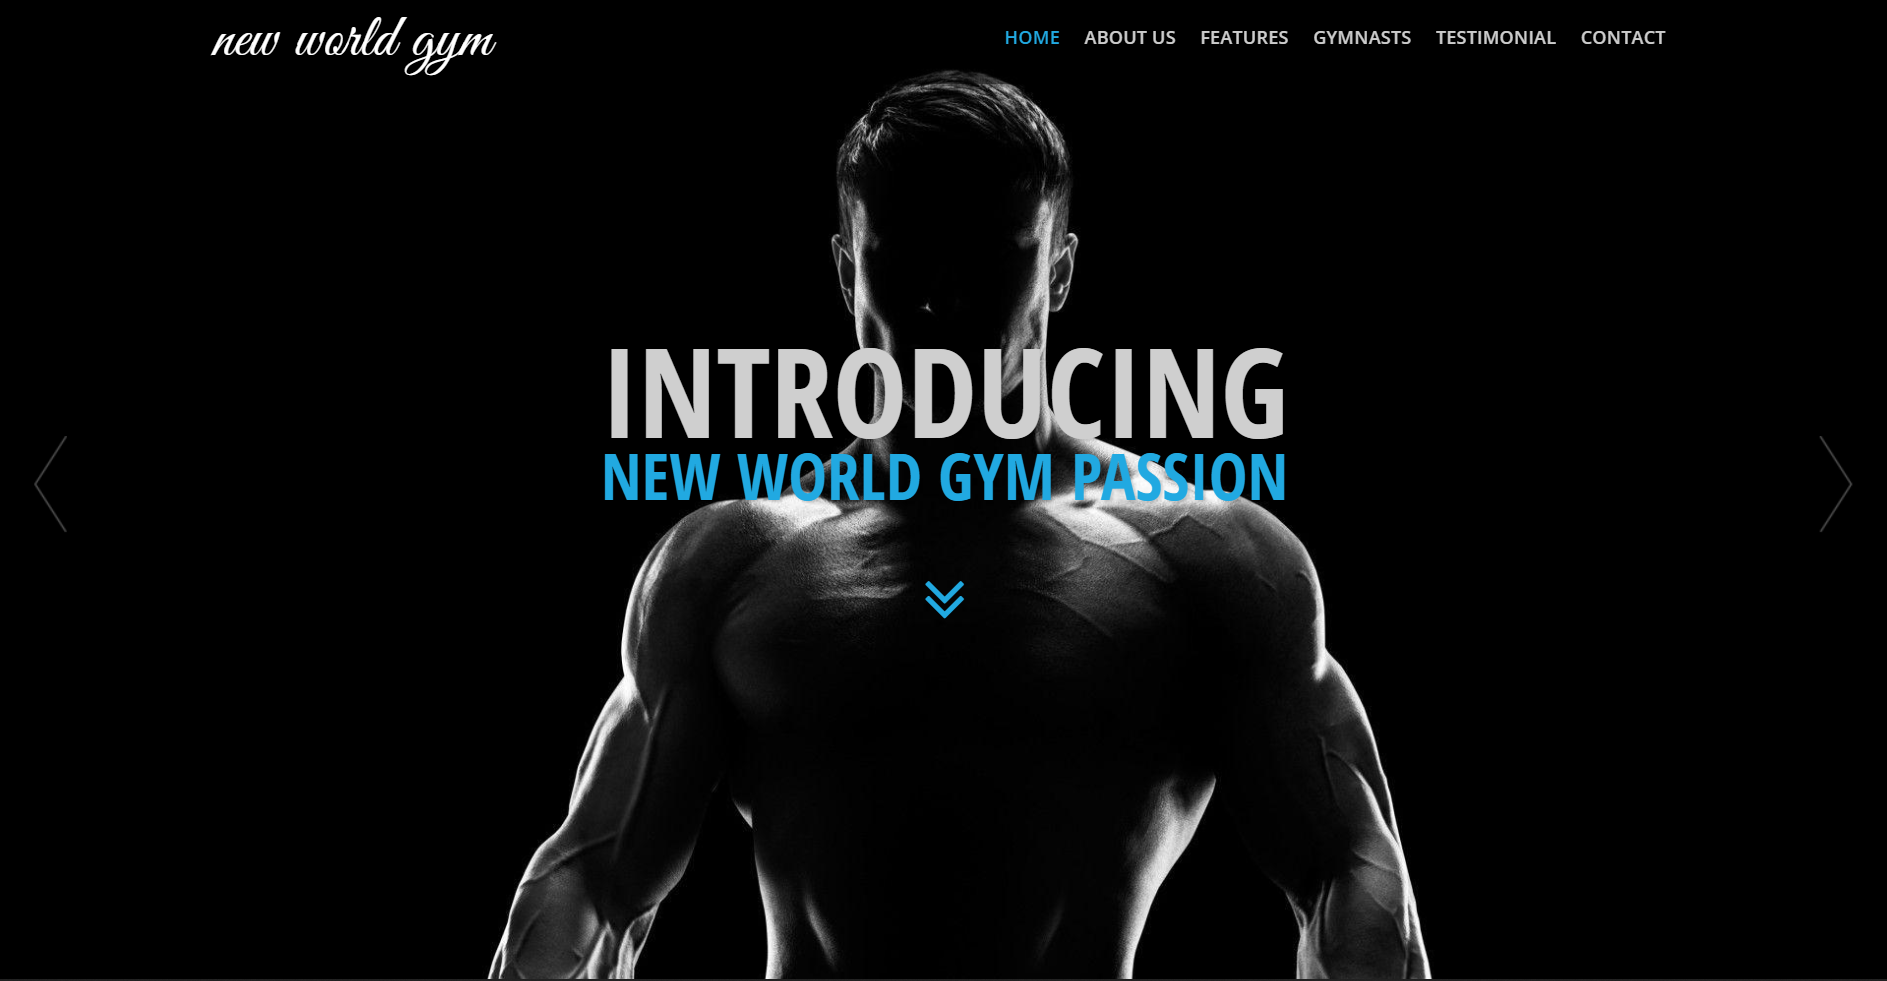 new world gym
HOME ABOUT US FEATURES GYMNASTS TESTIMONIAL CONTACT
INTRODUCING
NEW WORLD GYM PASSION